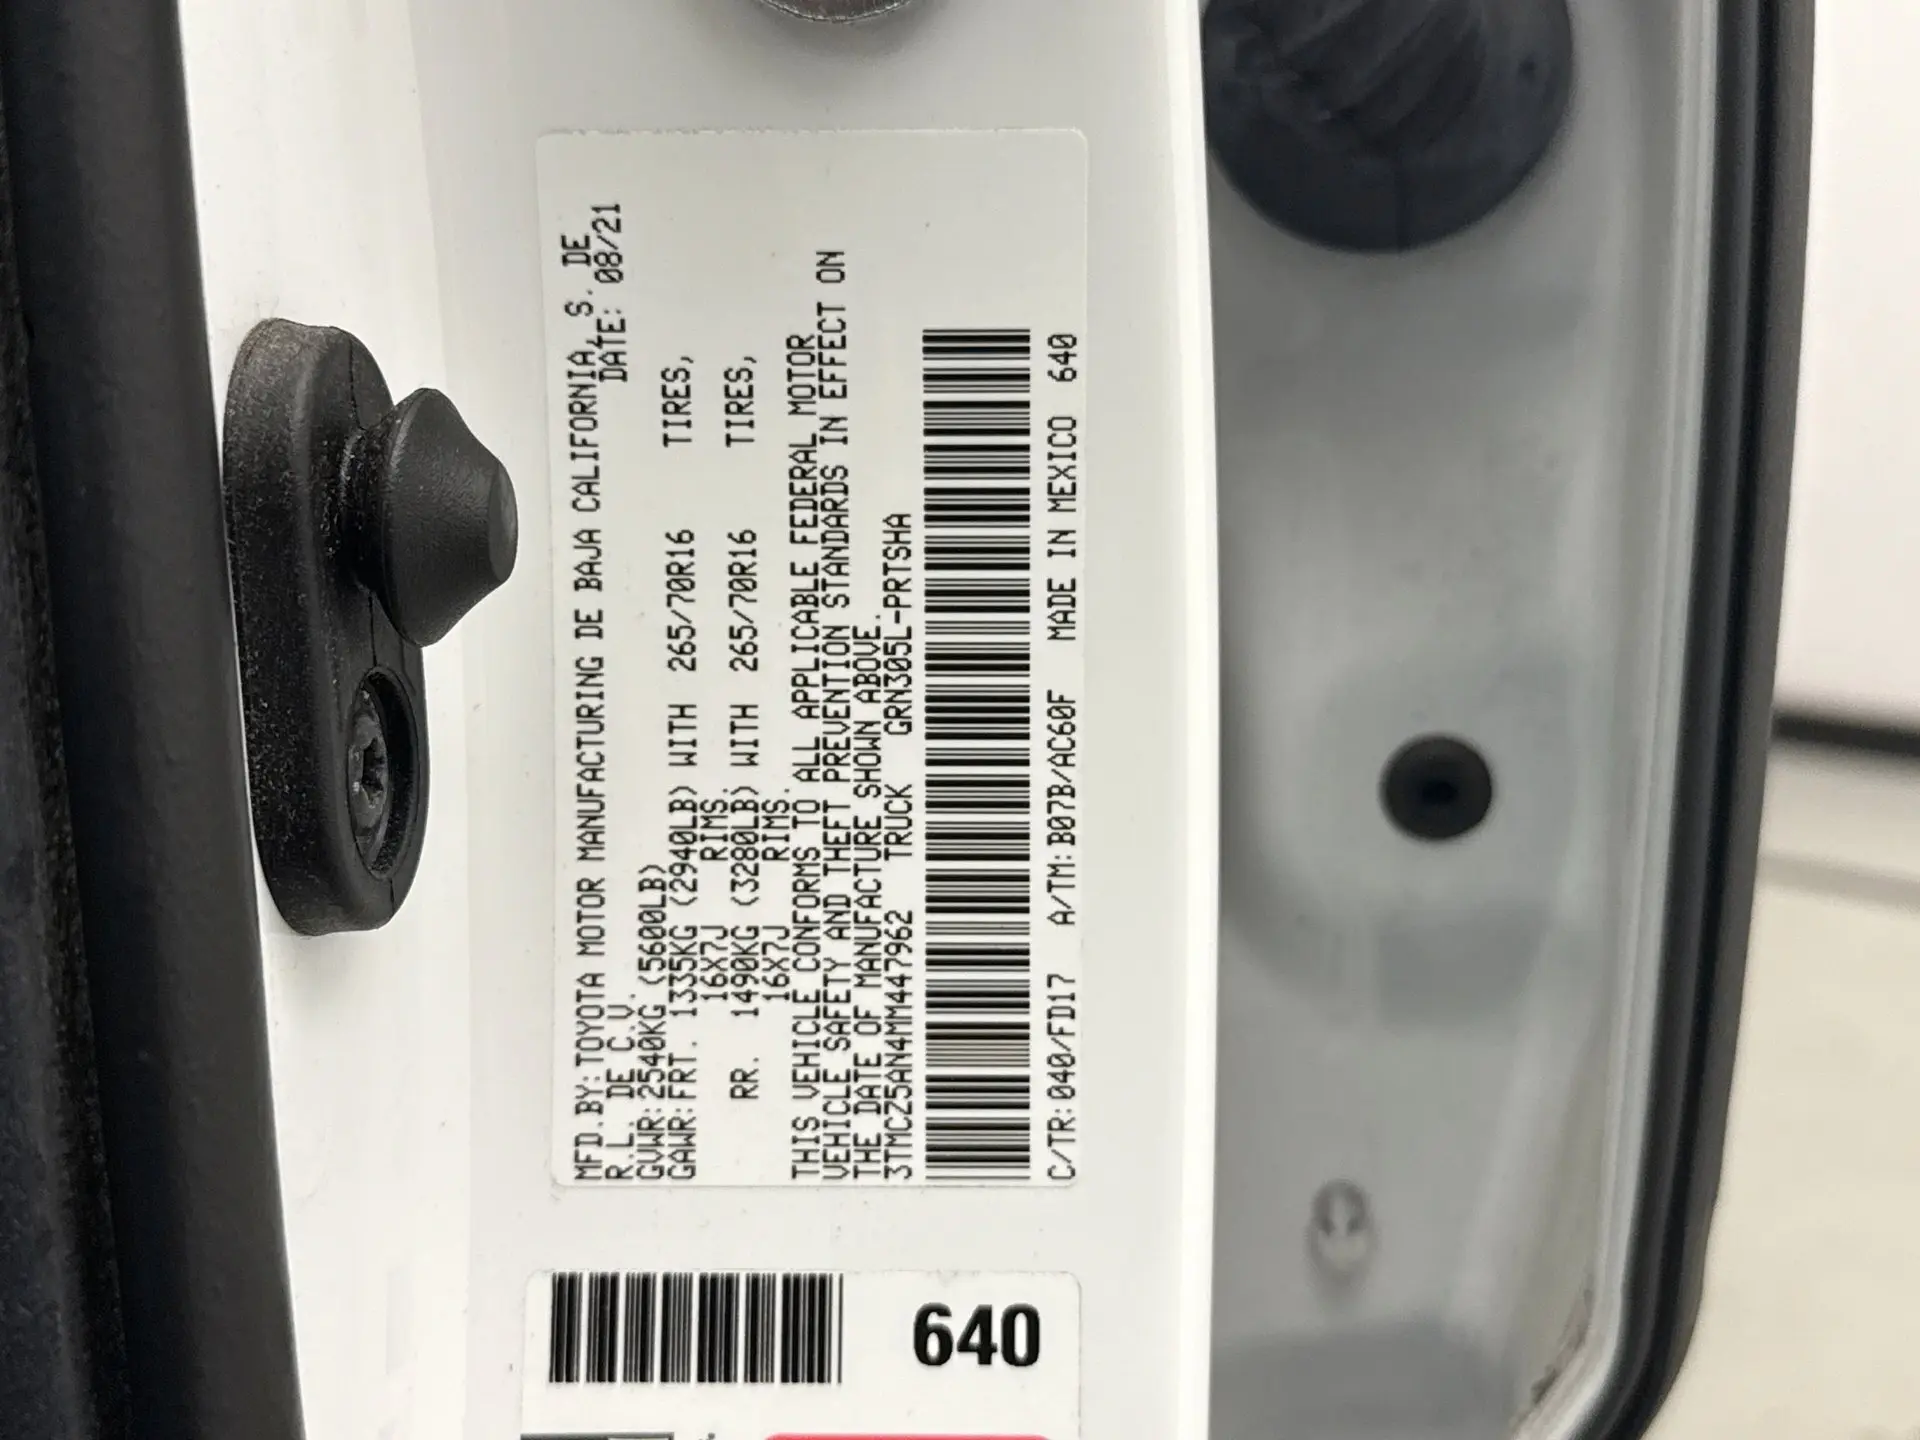 MFD.BY:TOYOTA MOTOR MANUFACTURING DE BAJA CALIFORNIA, S. DE
R.L. DE C.V. DATE: 08/21
GVWR:2540KG (5600LB)
GAWR:FRT. 1335KG (2940LB) WITH 265/70R16 TIRES,
16X7J RIMS.
RR. 1490KG (3280LB) WITH 265/70R16 TIRES,
16X7J RIMS.
THIS VEHICLE CONFORMS TO ALL APPLICABLE FEDERAL MOTOR
VEHICLE SAFETY AND THEFT PREVENTION STANDARDS IN EFFECT ON
THE DATE OF MANUFACTURE SHOWN ABOVE.
3TMCZ5AN4MM447962 TRUCK GRN305L-PRTSHA
C/TR:040/FD17 A/TM:B07B/AC60F MADE IN MEXICO 640
640